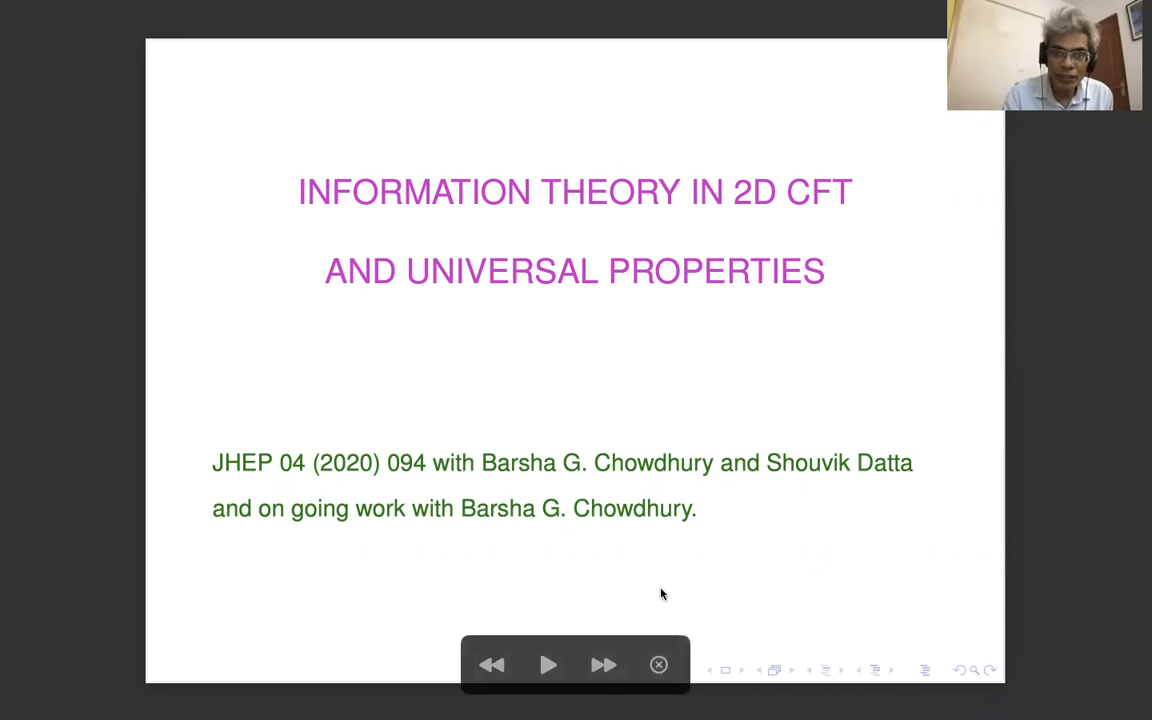 INFORMATION THEORY IN 2D CFT
AND UNIVERSAL PROPERTIES
JHEP 04 (2020) 094 with Barsha G. Chowdhury and Shouvik Datta
and on going work with Barsha G. Chowdhury.